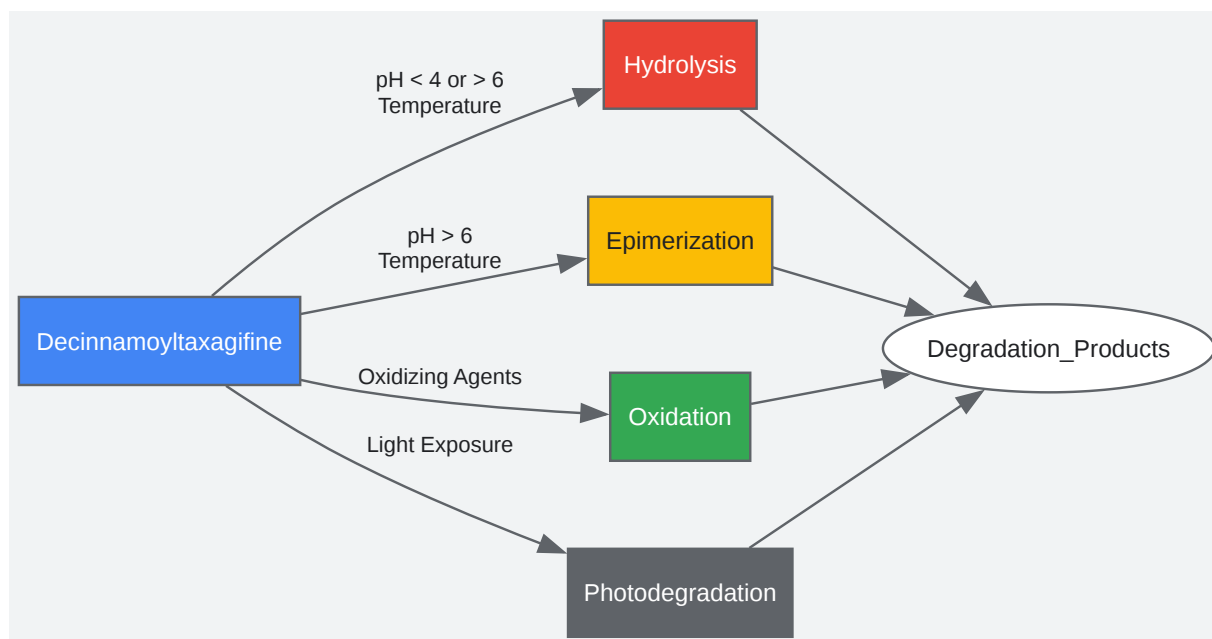 Hydrolysis
pH < 4 or > 6
Temperature
pH > 6
Temperature
Epimerization
Decinnamoyltaxagifine
Degradation_Products
Oxidizing Agents
Oxidation
Light Exposure
Photodegradation